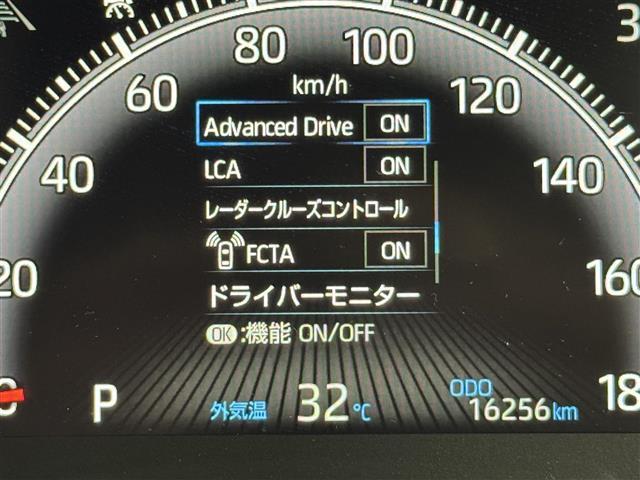 80 100
60 km/h 120
Advanced Drive ON
40 LCA ON 140
レーダークルーズコントロール
20 FCTA ON 160
ドライバーモニター
OK:機能 ON/OFF
P 外気温 32℃ ODO 16256km 18
3